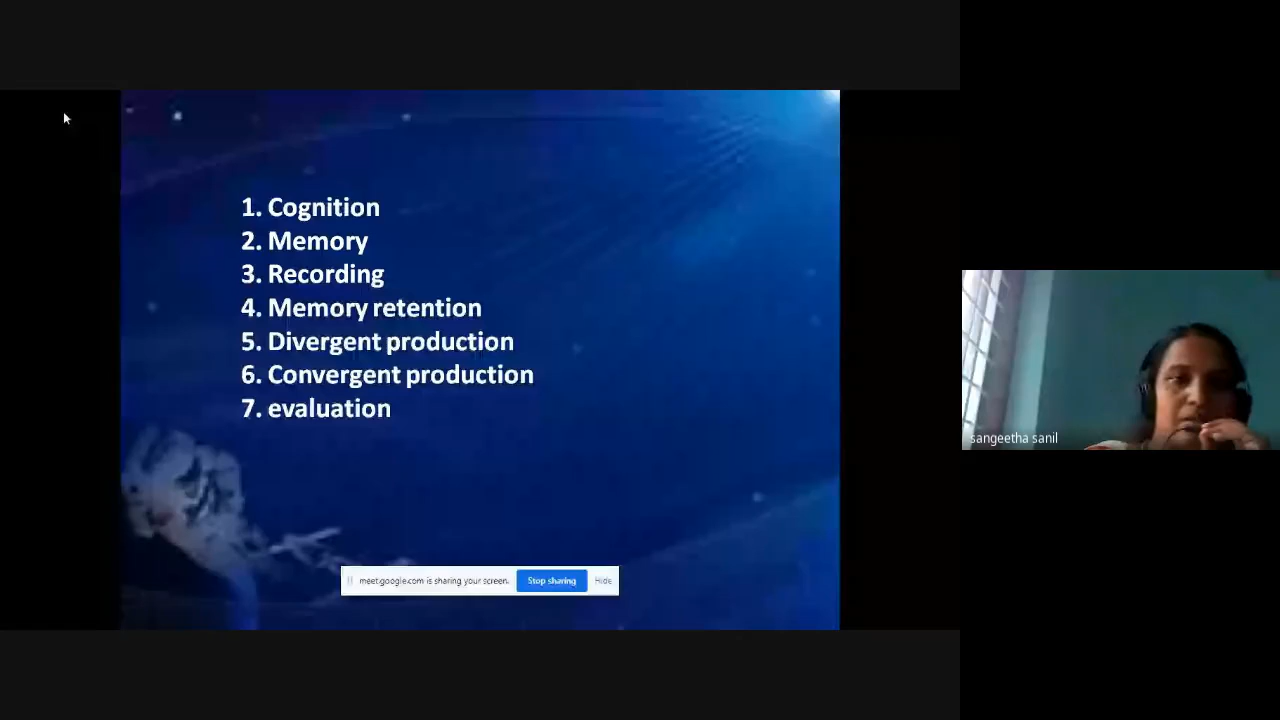 1. Cognition
2. Memory
3. Recording
4. Memory retention
5. Divergent production
6. Convergent production
7. evaluation
meet.google.com is sharing your screen. Stop sharing Hide
sangeetha sanil